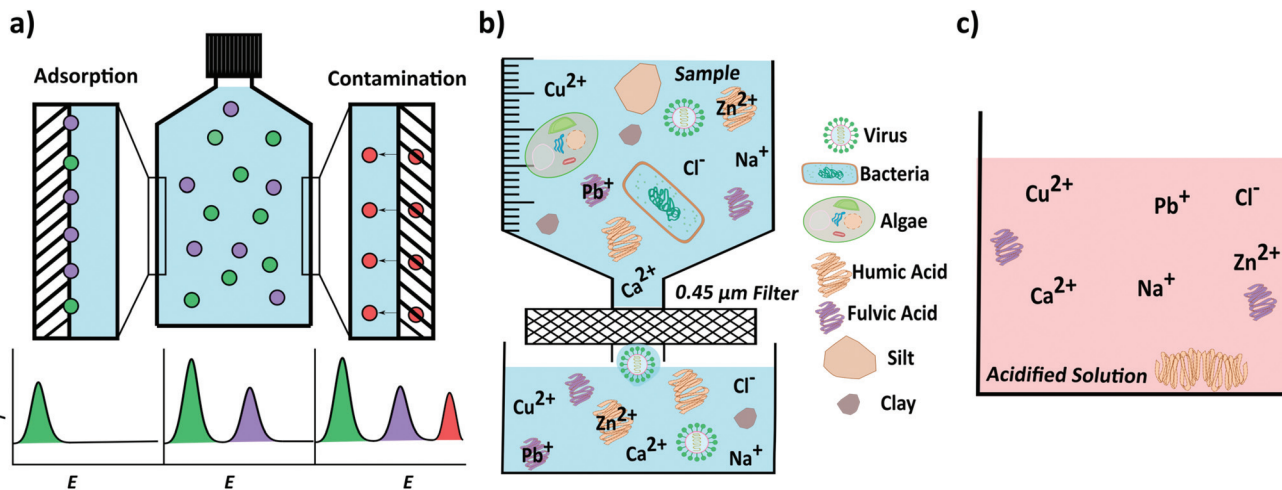 a)
Adsorption
Contamination
E
E
E
b)
Sample
Cu2+
Zn2+
Cl-
Na+
Pb+
Ca2+
0.45 µm Filter
Cu2+
Zn2+
Cl-
Pb+
Ca2+
Na+
Virus
Bacteria
Algae
Humic Acid
Fulvic Acid
Silt
Clay
c)
Cu2+
Pb+
Cl-
Zn2+
Ca2+
Na+
Acidified Solution